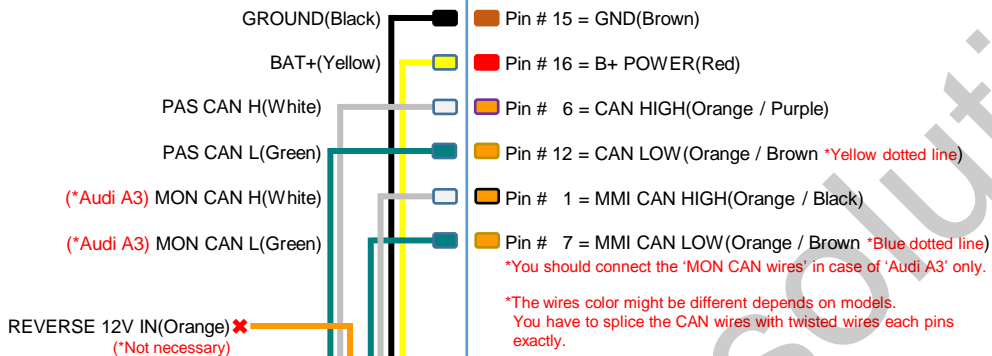 GROUND(Black) Pin # 15 = GND(Brown)
BAT+(Yellow) Pin # 16 = B+ POWER(Red)
PAS CAN H(White) Pin # 6 = CAN HIGH(Orange / Purple)
PAS CAN L(Green) Pin # 12 = CAN LOW(Orange / Brown *Yellow dotted line)
(*Audi A3) MON CAN H(White) Pin # 1 = MMI CAN HIGH(Orange / Black)
(*Audi A3) MON CAN L(Green) Pin # 7 = MMI CAN LOW(Orange / Brown *Blue dotted line)
*You should connect the 'MON CAN wires' in case of 'Audi A3' only.
*The wires color might be different depends on models.
You have to splice the CAN wires with twisted wires each pins
exactly.
REVERSE 12V IN(Orange)
(*Not necessary)